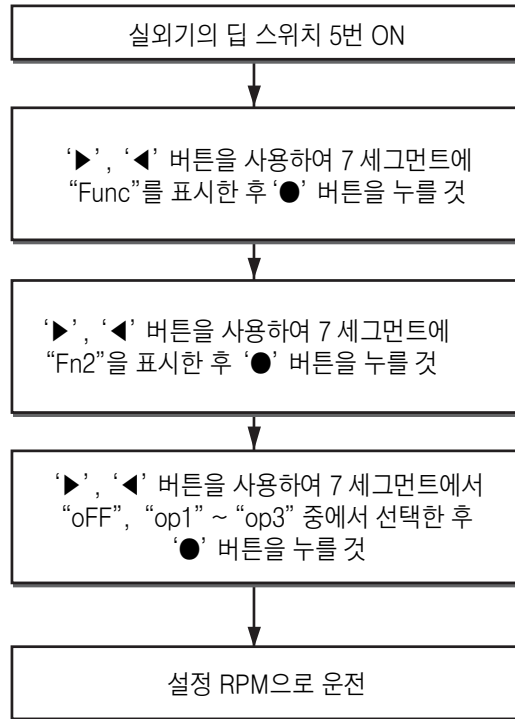 실외기의 딥 스위치 5번 ON
‘▶’, ‘◀’ 버튼을 사용하여 7 세그먼트에
“Func”를 표시한 후 ‘●’ 버튼을 누를 것
‘▶’, ‘◀’ 버튼을 사용하여 7 세그먼트에
“Fn2”을 표시한 후 ‘●’ 버튼을 누를 것
‘▶’, ‘◀’ 버튼을 사용하여 7 세그먼트에서
“oFF”, “op1” ~ “op3” 중에서 선택한 후
‘●’ 버튼을 누를 것
설정 RPM으로 운전